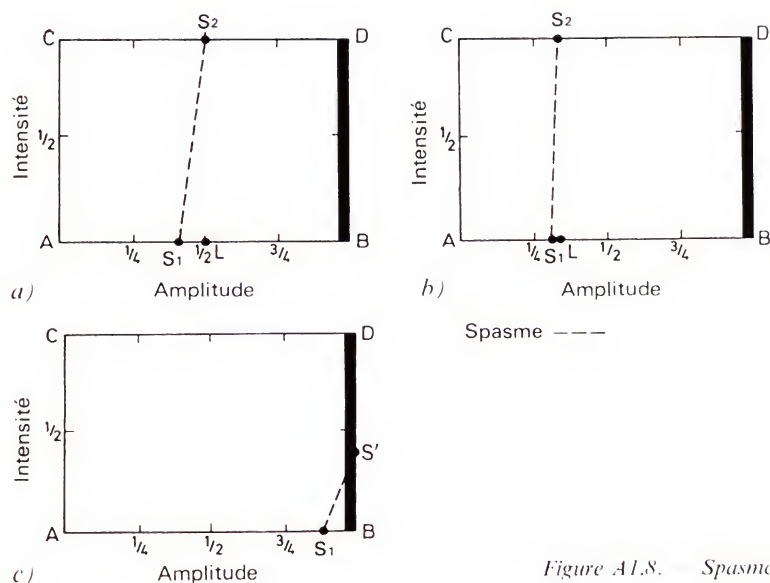 S2
C D
Intensité
1/2
A 1/4 S1 1/2 L 3/4 B
a) Amplitude
S2
C D
Intensité
1/2
A 1/4 S1 L 1/2 3/4 B
b) Amplitude
Spasme ----
C D
Intensité
1/2
S'
A 1/4 1/2 3/4 S1 B
c) Amplitude
Figure A1.8. Spasme